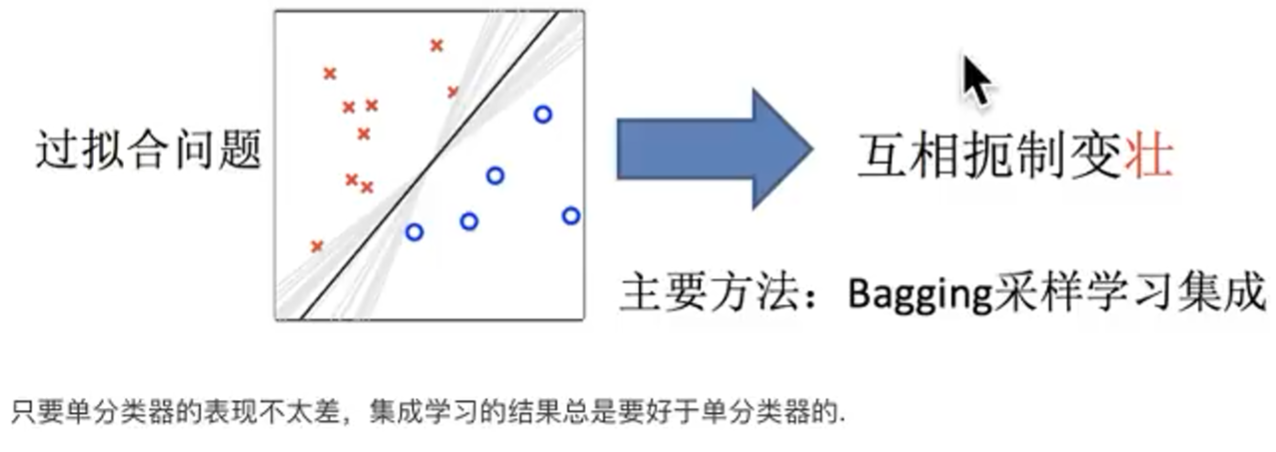 过拟合问题
互相扼制变壮
主要方法：Bagging采样学习集成
只要单分类器的表现不太差，集成学习的结果总是要好于单分类器的.